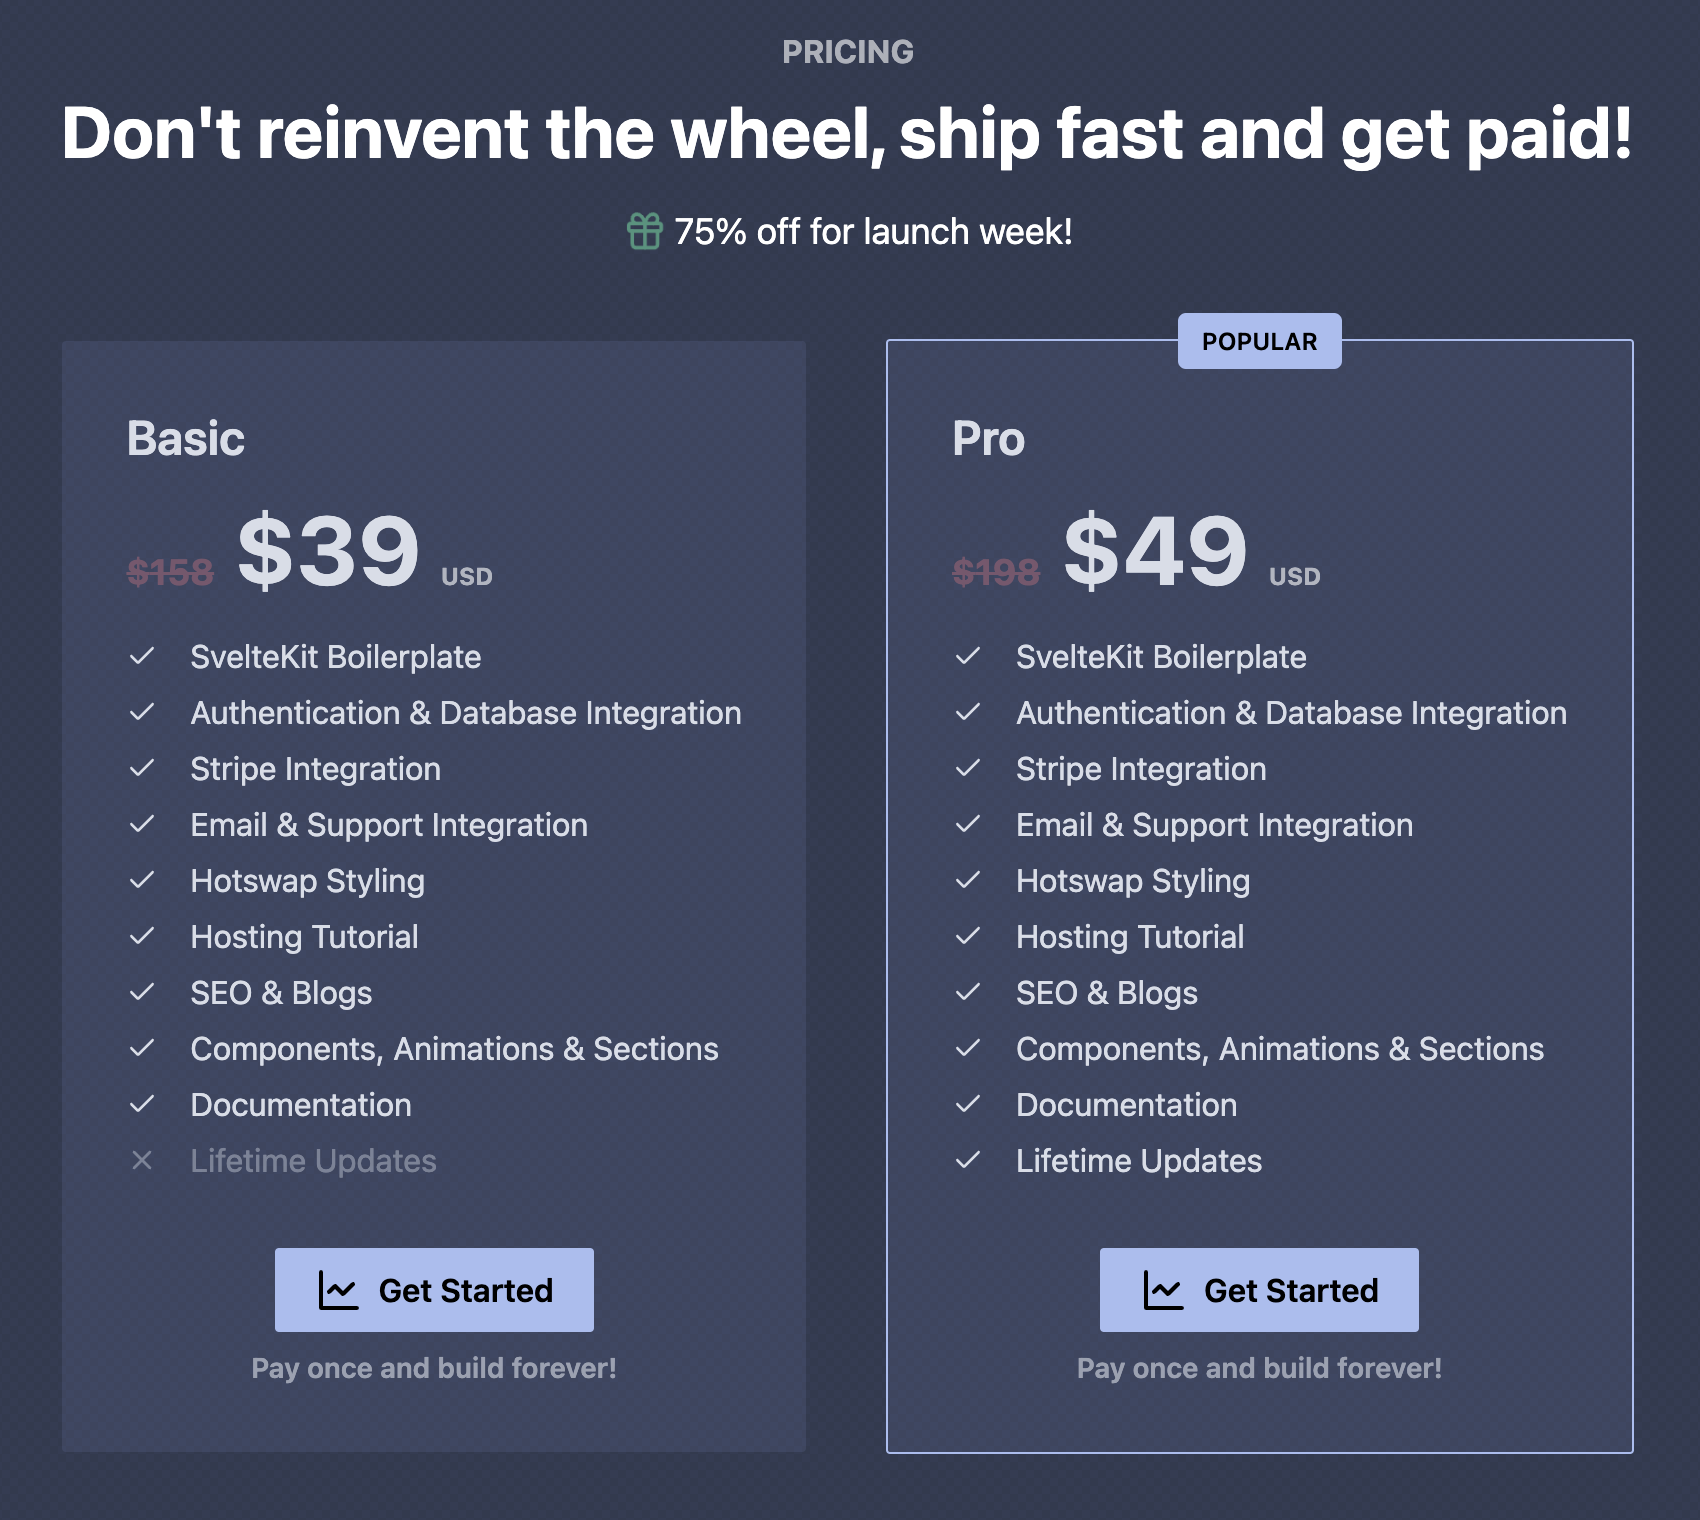 PRICING
Don't reinvent the wheel, ship fast and get paid!
75% off for launch week!
Basic
$158 $39 USD
SvelteKit Boilerplate
Authentication & Database Integration
Stripe Integration
Email & Support Integration
Hotswap Styling
Hosting Tutorial
SEO & Blogs
Components, Animations & Sections
Documentation
Lifetime Updates
Get Started
Pay once and build forever!
POPULAR
Pro
$198 $49 USD
SvelteKit Boilerplate
Authentication & Database Integration
Stripe Integration
Email & Support Integration
Hotswap Styling
Hosting Tutorial
SEO & Blogs
Components, Animations & Sections
Documentation
Lifetime Updates
Get Started
Pay once and build forever!